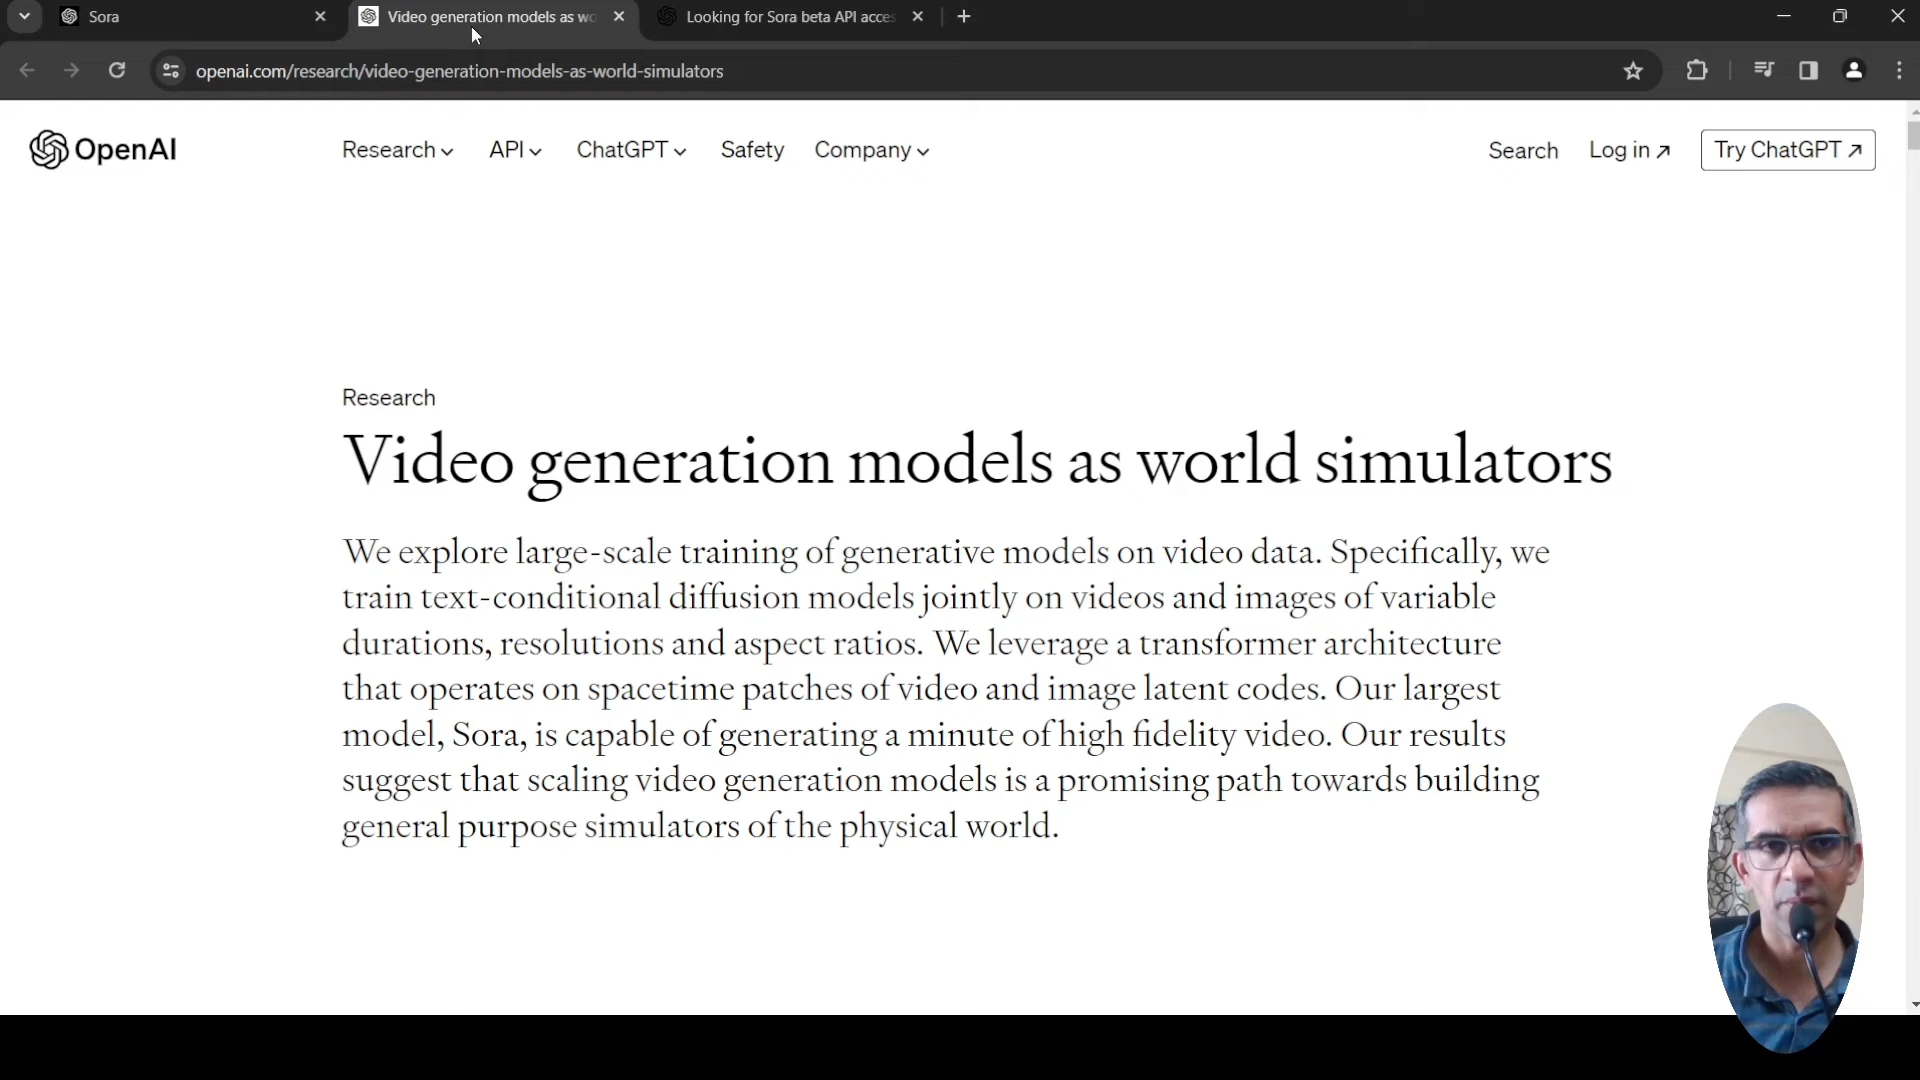 Sora
Video generation models as wo
Looking for Sora beta API acces
openai.com/research/video-generation-models-as-world-simulators
OpenAI
Research
API
ChatGPT
Safety
Company
Search
Log in ↗
Try ChatGPT ↗
Research
Video generation models as world simulators
We explore large-scale training of generative models on video data. Specifically, we
train text-conditional diffusion models jointly on videos and images of variable
durations, resolutions and aspect ratios. We leverage a transformer architecture
that operates on spacetime patches of video and image latent codes. Our largest
model, Sora, is capable of generating a minute of high fidelity video. Our results
suggest that scaling video generation models is a promising path towards building
general purpose simulators of the physical world.